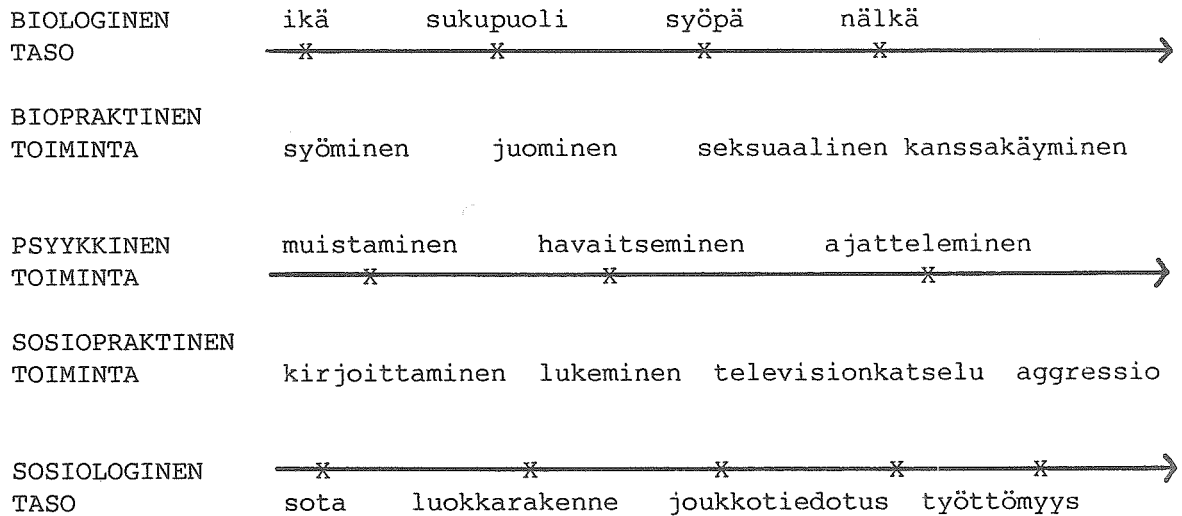 BIOLOGINEN ikä sukupuoli syöpä nälkä
TASO X X X X
BIOPRAKTINEN
TOIMINTA syöminen juominen seksuaalinen kanssakäyminen
PSYYKKINEN muistaminen havaitseminen ajatteleminen
TOIMINTA X X X
SOSIOPRAKTINEN
TOIMINTA kirjoittaminen lukeminen televisionkatselu aggressio
SOSIOLOGINEN X X X X X
TASO sota luokkarakenne joukkotiedotus työttömyys